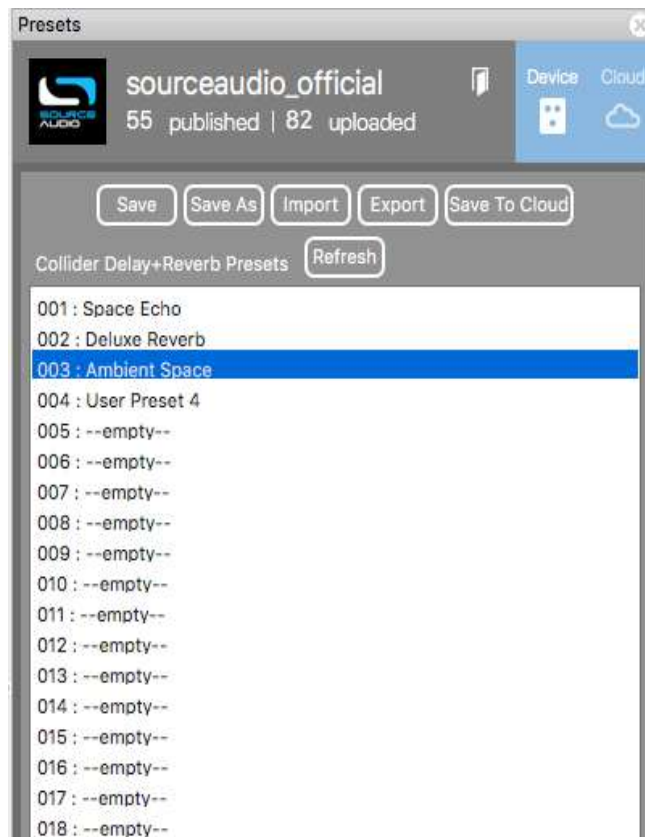 Presets
sourceaudio_official
55 published | 82 uploaded
Device
Cloud
SOURCE
AUDIO
Save
Save As
Import
Export
Save To Cloud
Collider Delay+Reverb Presets
Refresh
001 : Space Echo
002 : Deluxe Reverb
003 : Ambient Space
004 : User Preset 4
005 : --empty--
006 : --empty--
007 : --empty--
008 : --empty--
009 : --empty--
010 : --empty--
011 : --empty--
012 : --empty--
013 : --empty--
014 : --empty--
015 : --empty--
016 : --empty--
017 : --empty--
018 : --empty--